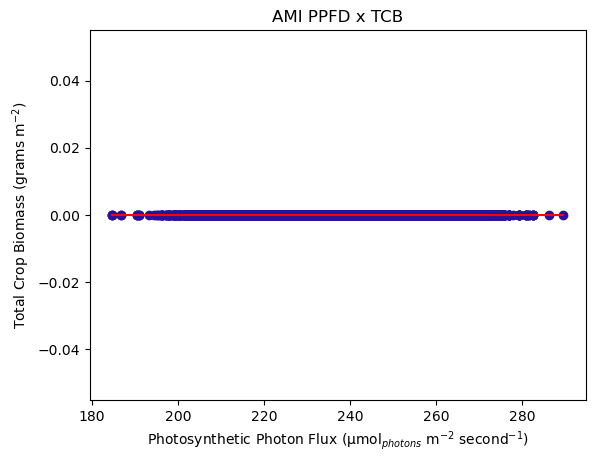 AMI PPFD x TCB
Total Crop Biomass (grams m⁻²)
0.04
0.02
0.00
−0.02
−0.04
180 200 220 240 260 280
Photosynthetic Photon Flux (µmolₚₕₒₜₒₙₛ m⁻² second⁻¹)